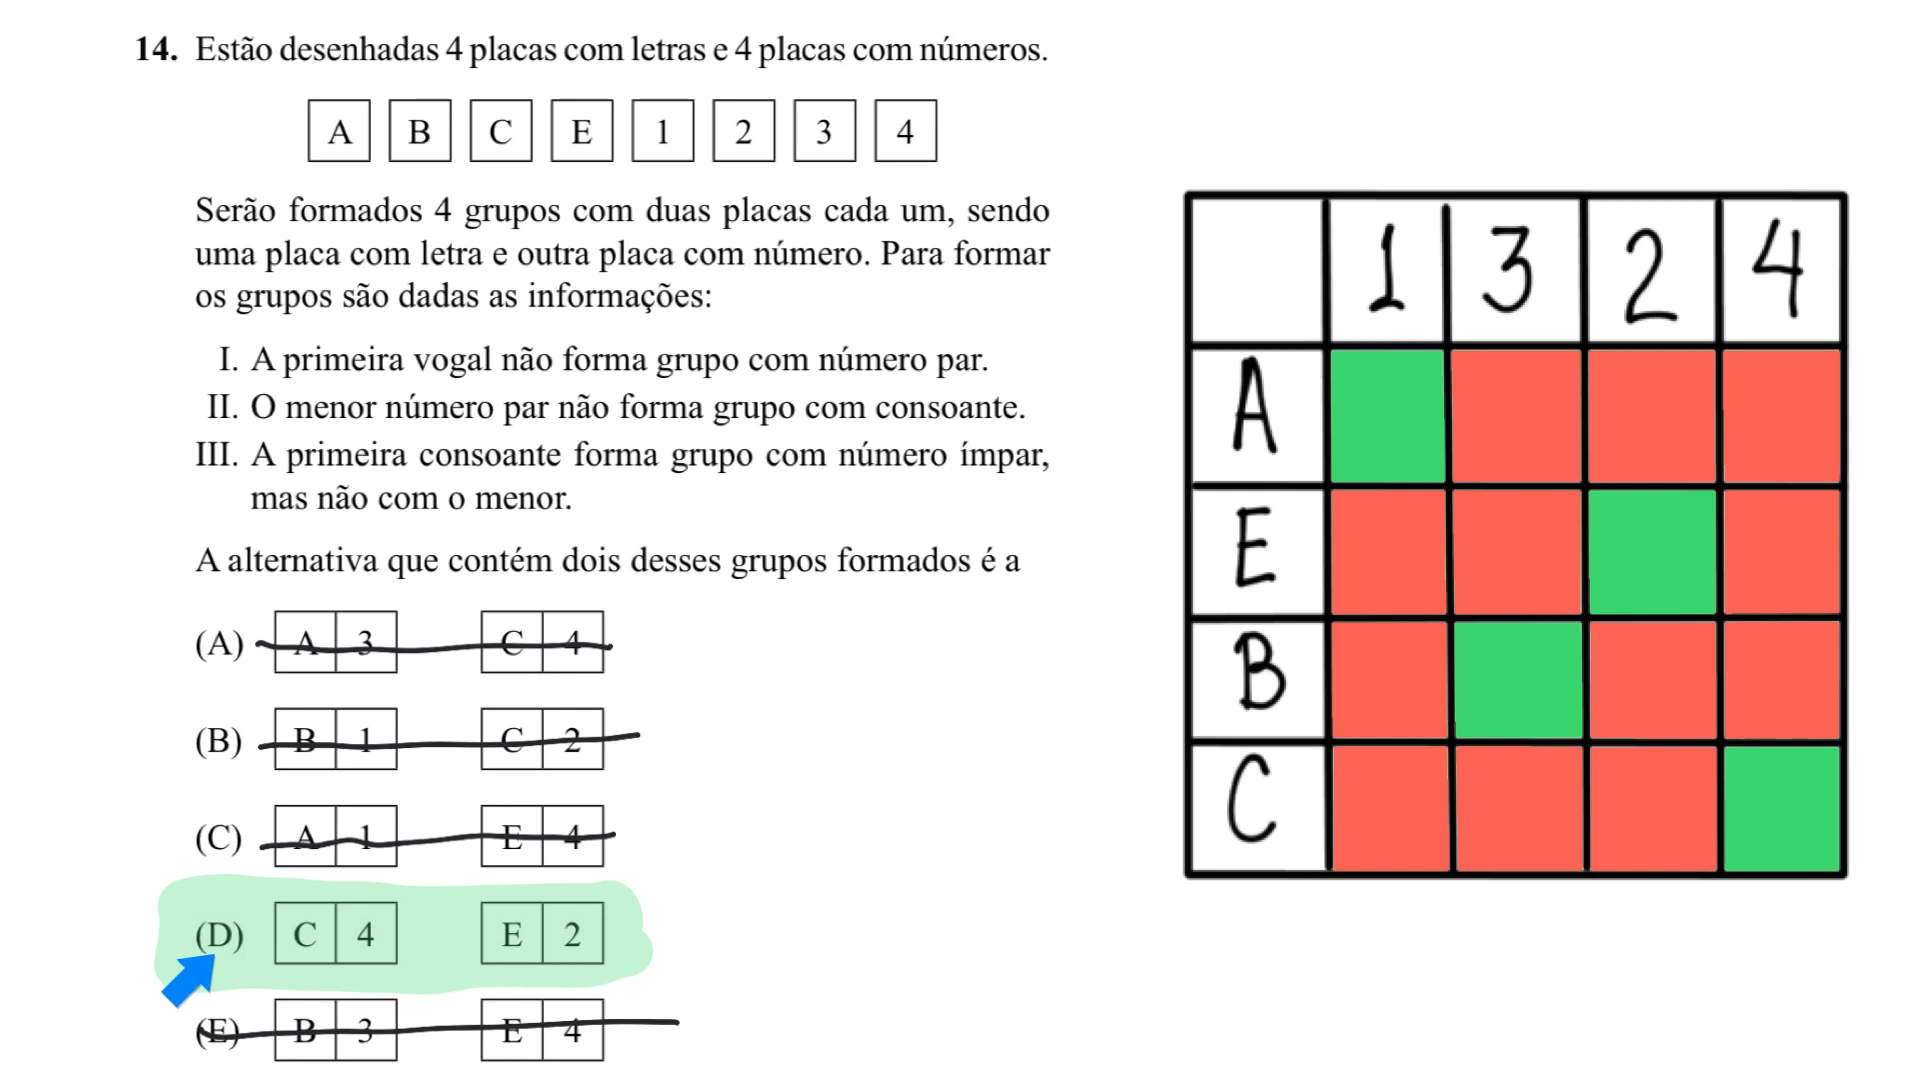 14. Estão desenhadas 4 placas com letras e 4 placas com números.
A B C E 1 2 3 4
Serão formados 4 grupos com duas placas cada um, sendo
uma placa com letra e outra placa com número. Para formar
os grupos são dadas as informações:
I. A primeira vogal não forma grupo com número par.
II. O menor número par não forma grupo com consoante.
III. A primeira consoante forma grupo com número ímpar,
mas não com o menor.
A alternativa que contém dois desses grupos formados é a
(A) A 3 C 4
(B) B 1 C 2
(C) A 1 E 4
(D) C 4 E 2
(E) B 3 E 4
1 3 2 4
A
E
B
C